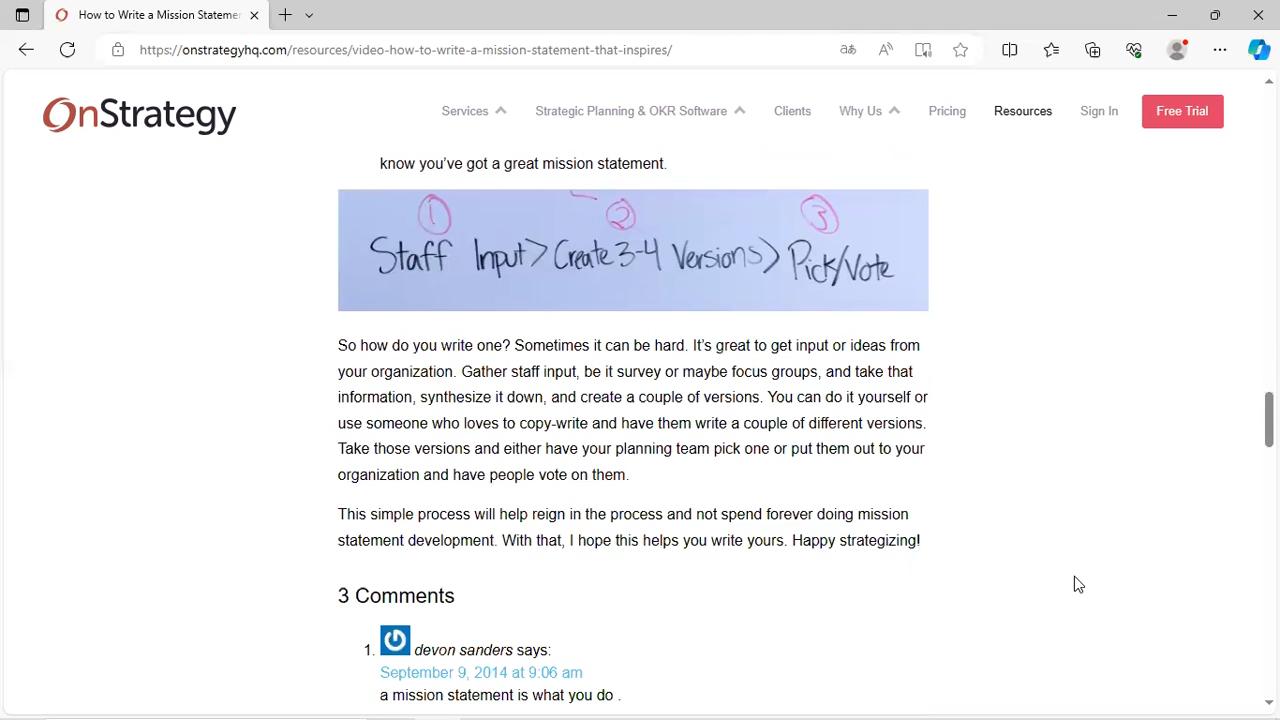 How to Write a Mission Stateme
https://onstrategyhq.com/resources/video-how-to-write-a-mission-statement-that-inspires/
OnStrategy
Services
Strategic Planning & OKR Software
Clients
Why Us
Pricing
Resources
Sign In
Free Trial
know you’ve got a great mission statement.
1 2 3
Staff Input > Create 3-4 Versions > Pick/Vote
So how do you write one? Sometimes it can be hard. It’s great to get input or ideas from
your organization. Gather staff input, be it survey or maybe focus groups, and take that
information, synthesize it down, and create a couple of versions. You can do it yourself or
use someone who loves to copy-write and have them write a couple of different versions.
Take those versions and either have your planning team pick one or put them out to your
organization and have people vote on them.
This simple process will help reign in the process and not spend forever doing mission
statement development. With that, I hope this helps you write yours. Happy strategizing!
3 Comments
1. devon sanders says:
September 9, 2014 at 9:06 am
a mission statement is what you do .